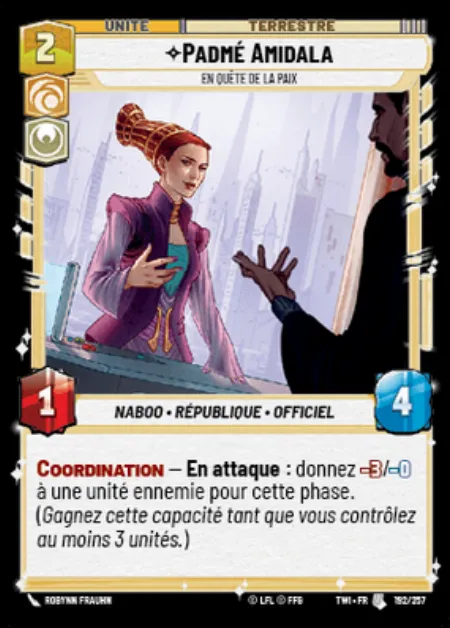 2
UNITÉ
TERRESTRE
PADMÉ AMIDALA
EN QUÊTE DE LA PAIX
1
NABOO • RÉPUBLIQUE • OFFICIEL
4
COORDINATION – En attaque : donnez -3/-0
à une unité ennemie pour cette phase.
(Gagnez cette capacité tant que vous contrôlez
au moins 3 unités.)
ROBYNN FRAUHN
© LFL © FFG
TWI • FR
192/257